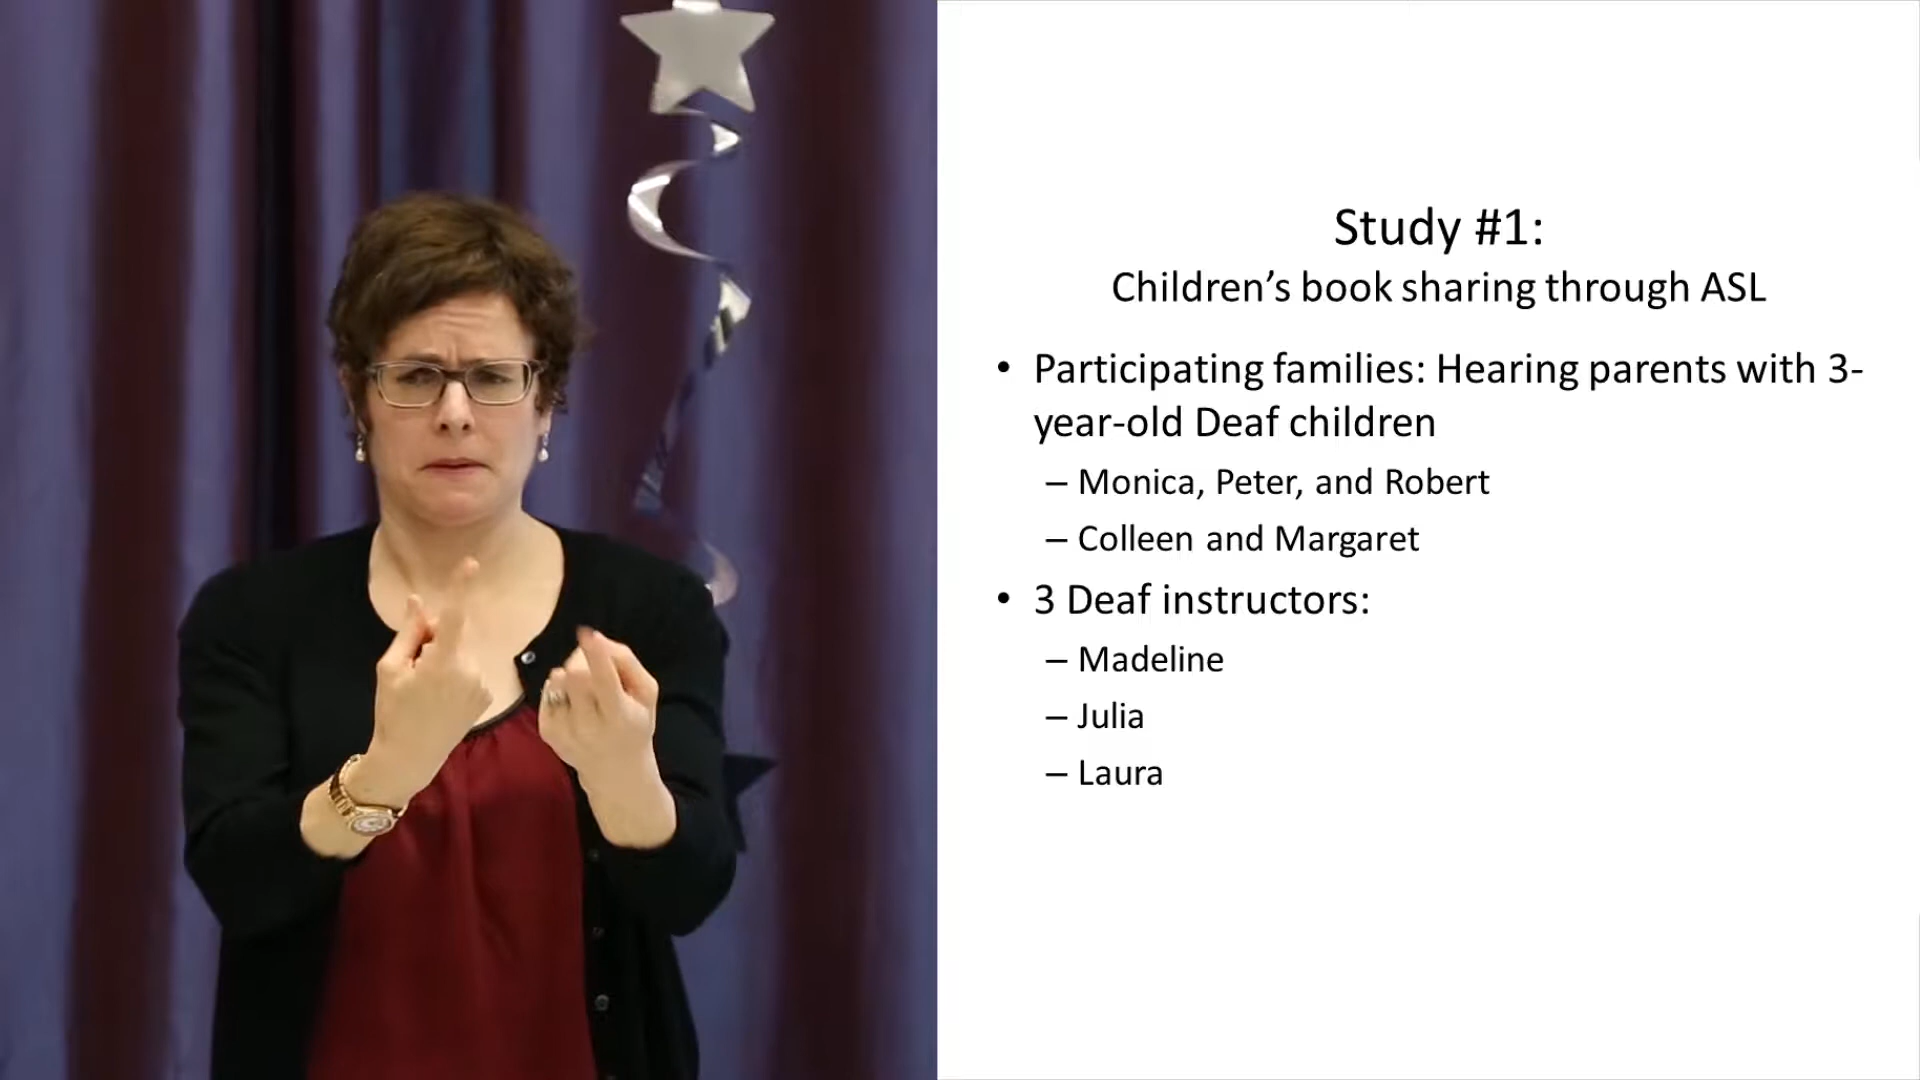 Study #1:
Children’s book sharing through ASL
• Participating families: Hearing parents with 3-
year-old Deaf children
– Monica, Peter, and Robert
– Colleen and Margaret
• 3 Deaf instructors:
– Madeline
– Julia
– Laura